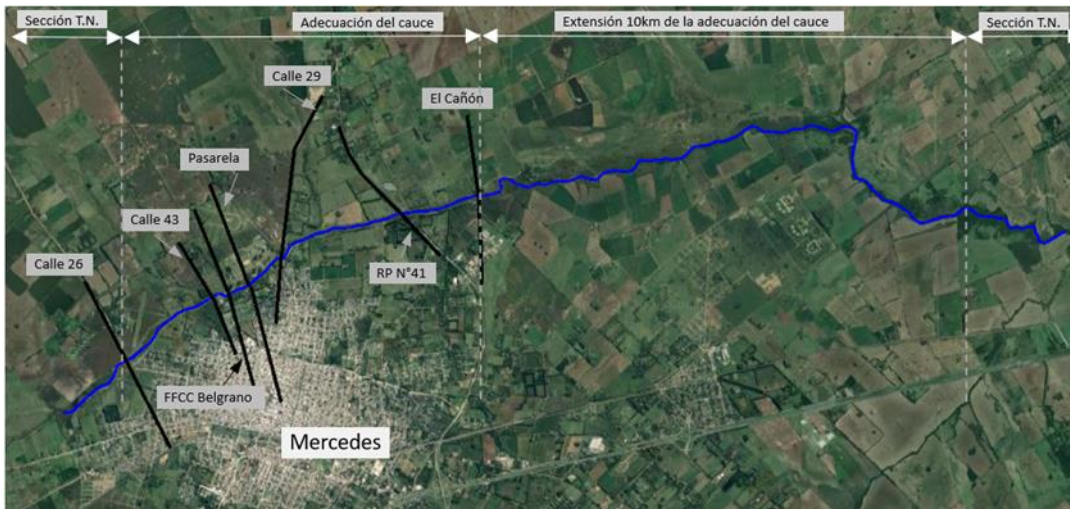 Sección T.N.
Adecuación del cauce
Extensión 10km de la adecuación del cauce
Sección T.N.
Calle 29
El Cañón
Pasarela
Calle 43
Calle 26
RP N°41
FFCC Belgrano
Mercedes